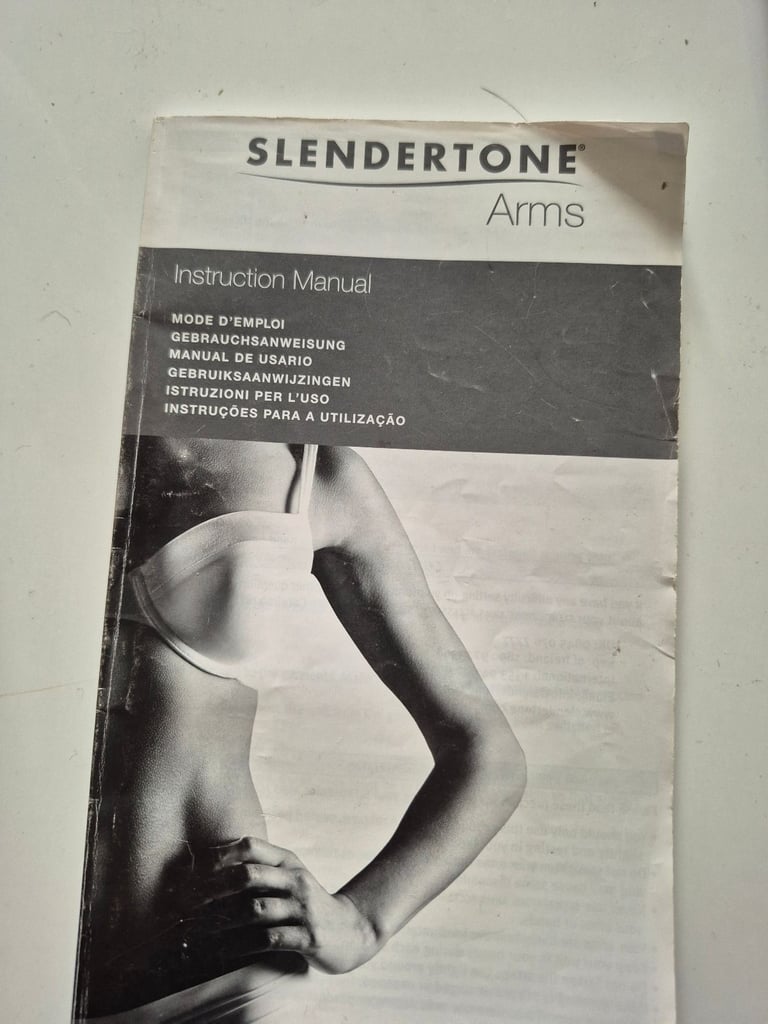 SLENDERTONE®
Arms
Instruction Manual
MODE D'EMPLOI
GEBRAUCHSANWEISUNG
MANUAL DE USARIO
GEBRUIKSAANWIJZINGEN
ISTRUZIONI PER L'USO
INSTRUÇÕES PARA A UTILIZAÇÃO